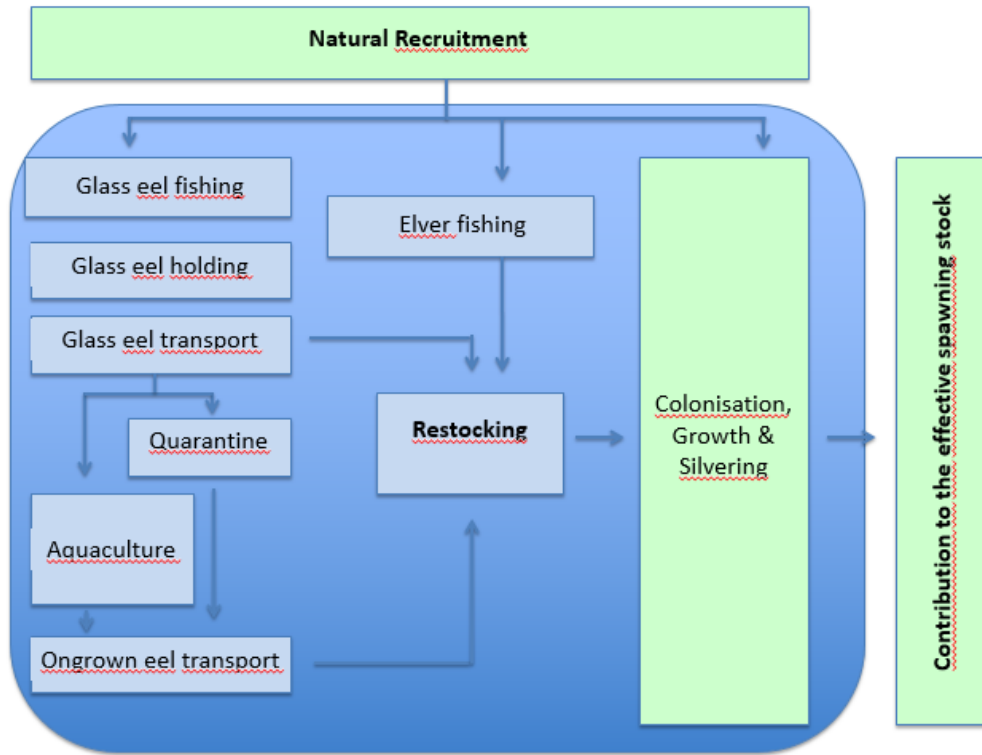 Natural Recruitment
Glass eel fishing
Elver fishing
Glass eel holding
Glass eel transport
Quarantine
Restocking
Colonisation,
Growth &
Silvering
Aquaculture
Ongrown eel transport
Contribution to the effective spawning stock